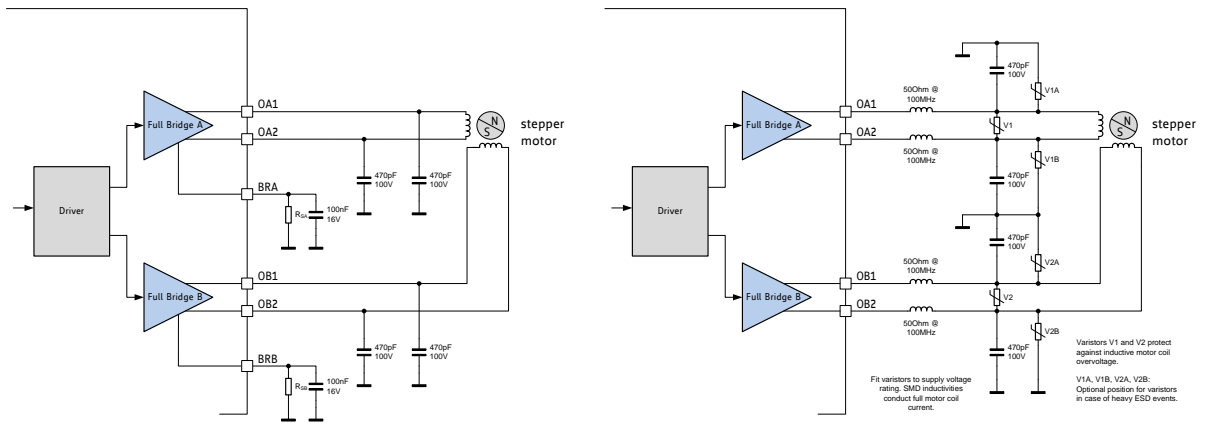 OA1
Full Bridge A
OA2
N
S
stepper
motor
470pF
100V
470pF
100V
BRA
RSA
100nF
16V
Driver
OB1
Full Bridge B
OB2
470pF
100V
470pF
100V
BRB
RSB
100nF
16V
470pF
100V
V1A
50Ohm @
100MHz
OA1
Full Bridge A
V1
OA2
N
S
stepper
motor
50Ohm @
100MHz
V1B
470pF
100V
Driver
470pF
100V
V2A
50Ohm @
100MHz
OB1
Full Bridge B
V2
OB2
50Ohm @
100MHz
V2B
470pF
100V
Fit varistors to supply voltage
rating. SMD inductivities
conduct full motor coil
current.
Varistors V1 and V2 protect
against inductive motor coil
overvoltage.
V1A, V1B, V2A, V2B:
Optional position for varistors
in case of heavy ESD events.